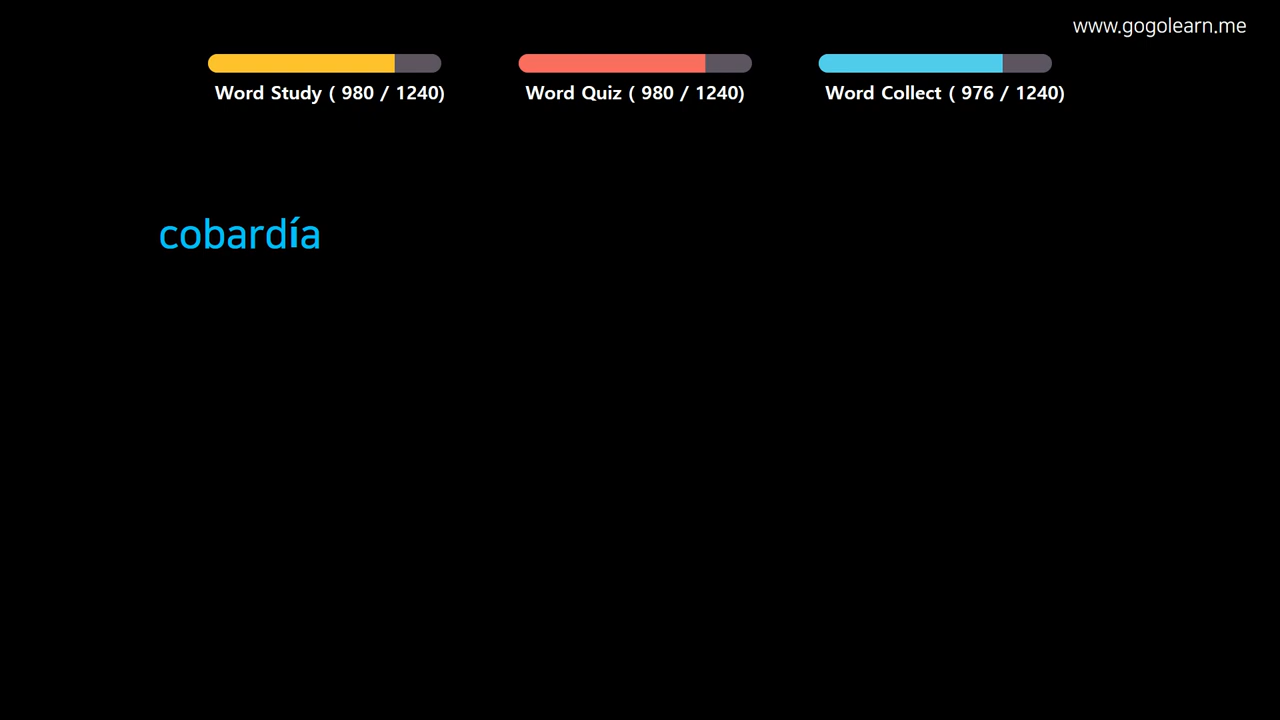 www.gogolearn.me
Word Study ( 980 / 1240)
Word Quiz ( 980 / 1240)
Word Collect ( 976 / 1240)
cobardía